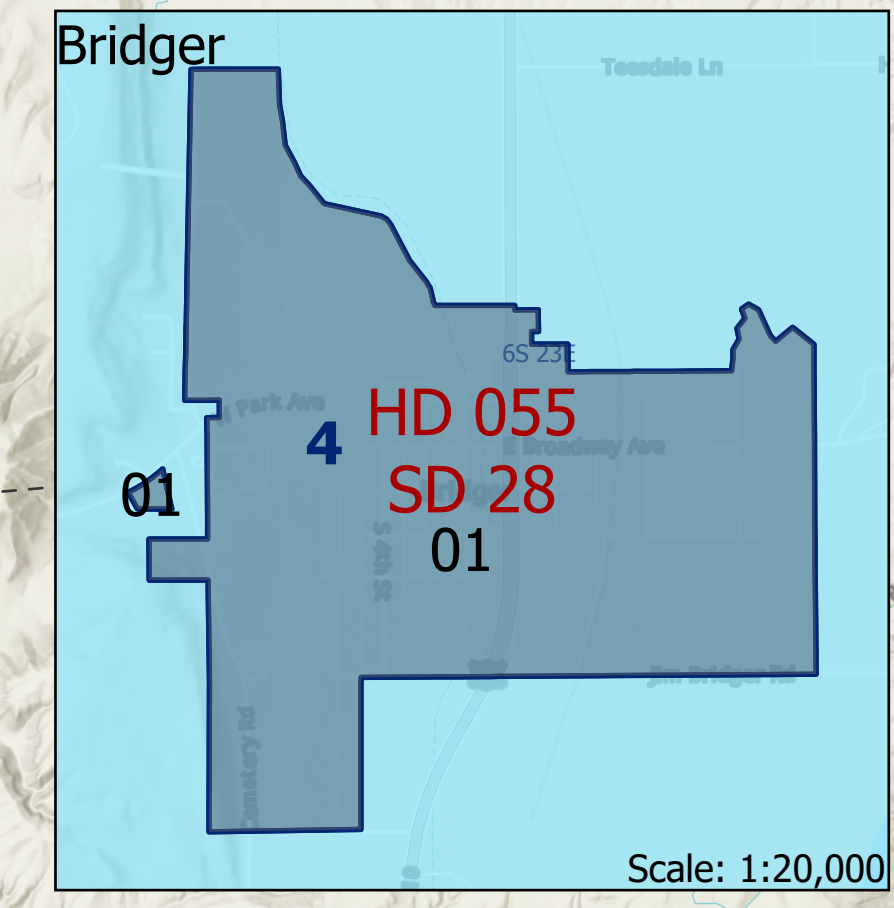 Bridger
Teesdale Ln
6S 23E
N Park Ave
HD 055
4
E Broadway Ave
01
SD 28
Bridger
01
S 4th St
Jim Bridger Rd
Cemetery Rd
Scale: 1:20,000